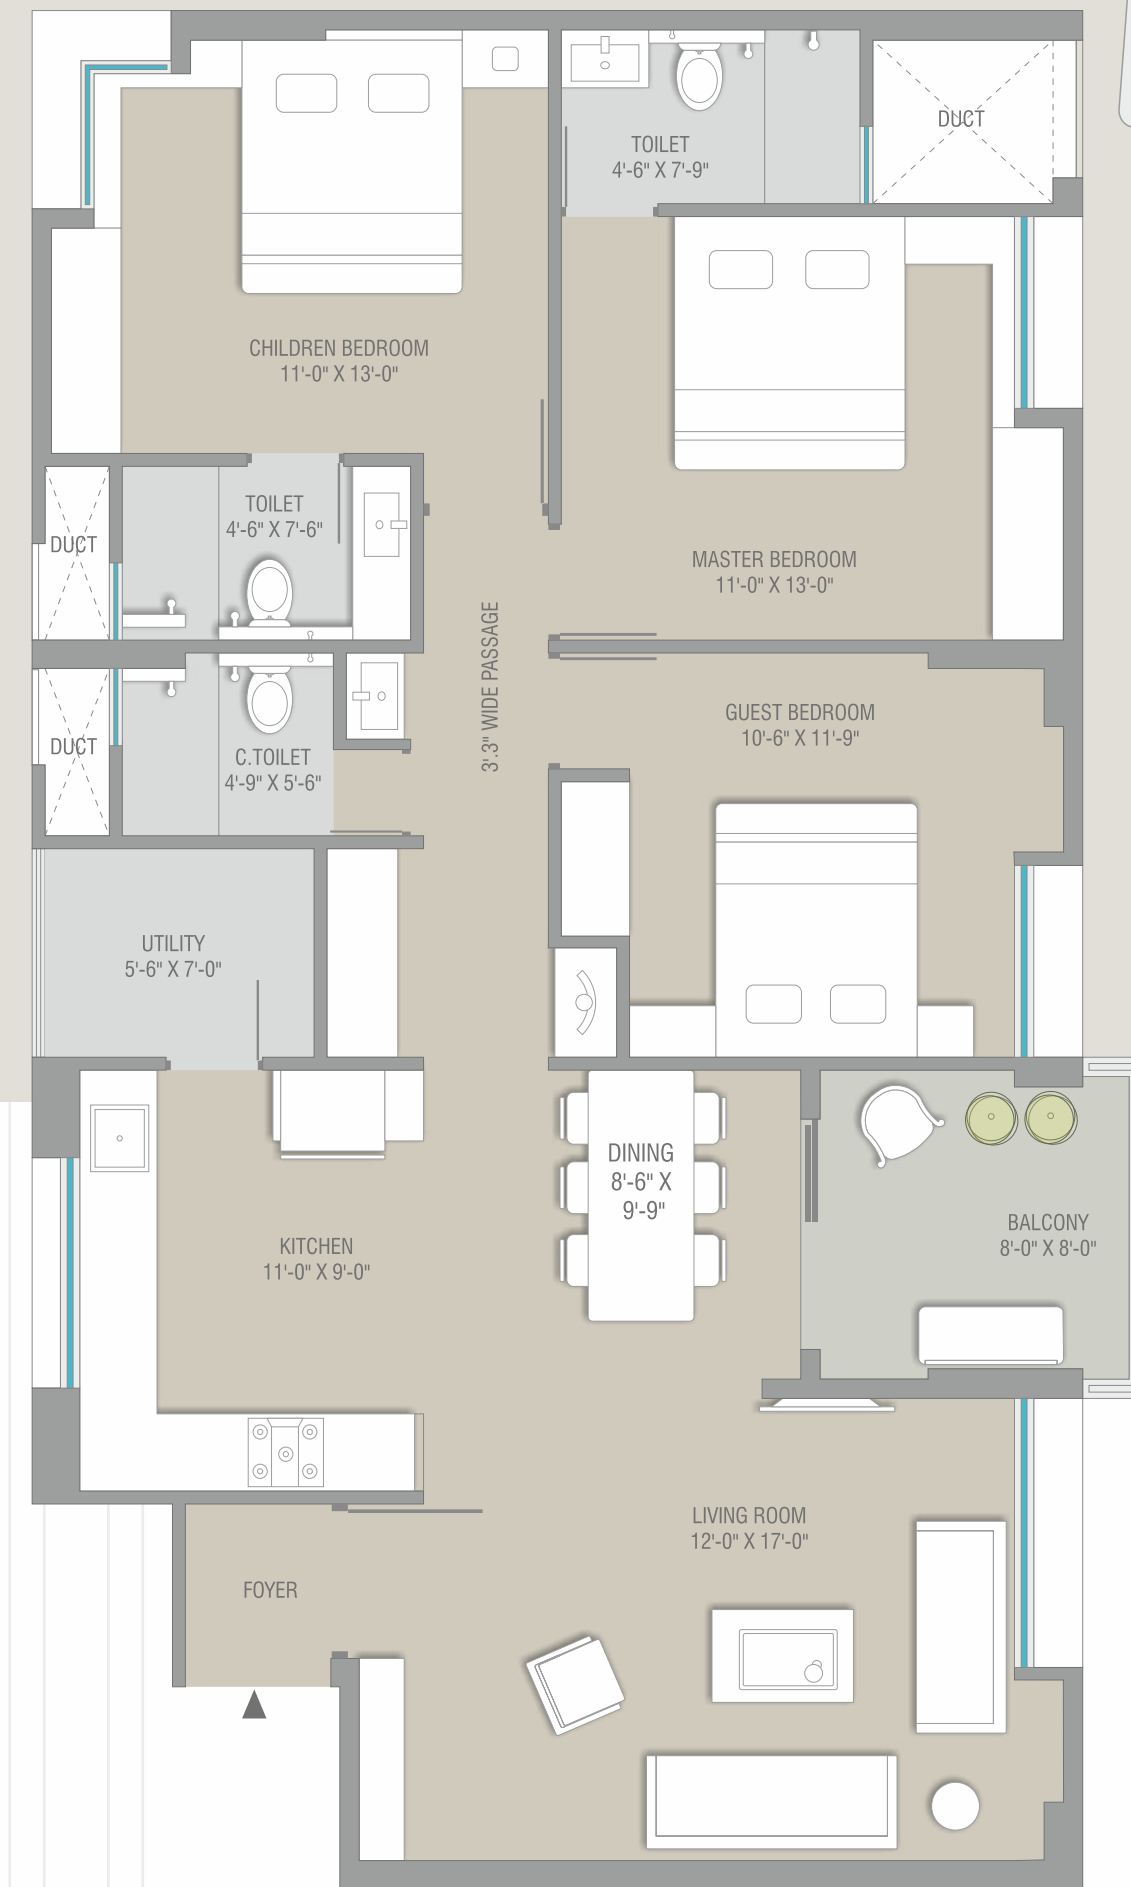 TOILET
4'-6" X 7'-9"
DUCT
CHILDREN BEDROOM
11'-0" X 13'-0"
TOILET
4'-6" X 7'-6"
DUCT
MASTER BEDROOM
11'-0" X 13'-0"
3'.3" WIDE PASSAGE
GUEST BEDROOM
10'-6" X 11'-9"
DUCT
C.TOILET
4'-9" X 5'-6"
UTILITY
5'-6" X 7'-0"
DINING
8'-6" X
9'-9"
BALCONY
8'-0" X 8'-0"
KITCHEN
11'-0" X 9'-0"
LIVING ROOM
12'-0" X 17'-0"
FOYER